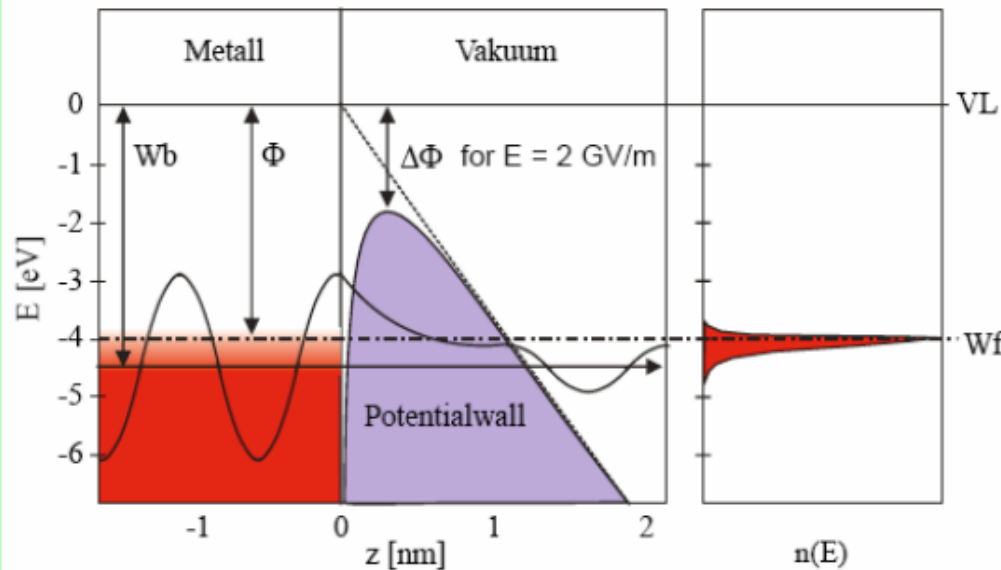 Metall
Vakuum
0
VL
Wb
Φ
ΔΦ for E = 2 GV/m
-1
-2
-3
E [eV]
-4
Wf
-5
Potentialwall
-6
-1
0
1
2
z [nm]
n(E)